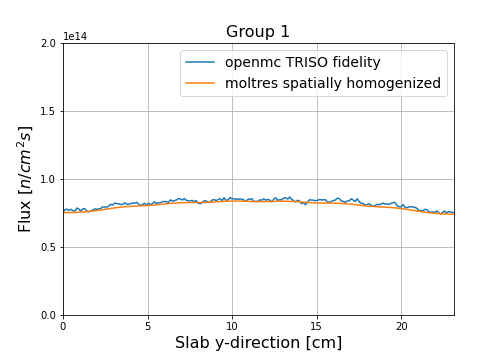 Group 1
1e14
2.0
1.5
1.0
0.5
0.0
Flux [n/cm²s]
openmc TRISO fidelity
moltres spatially homogenized
0 5 10 15 20
Slab y-direction [cm]